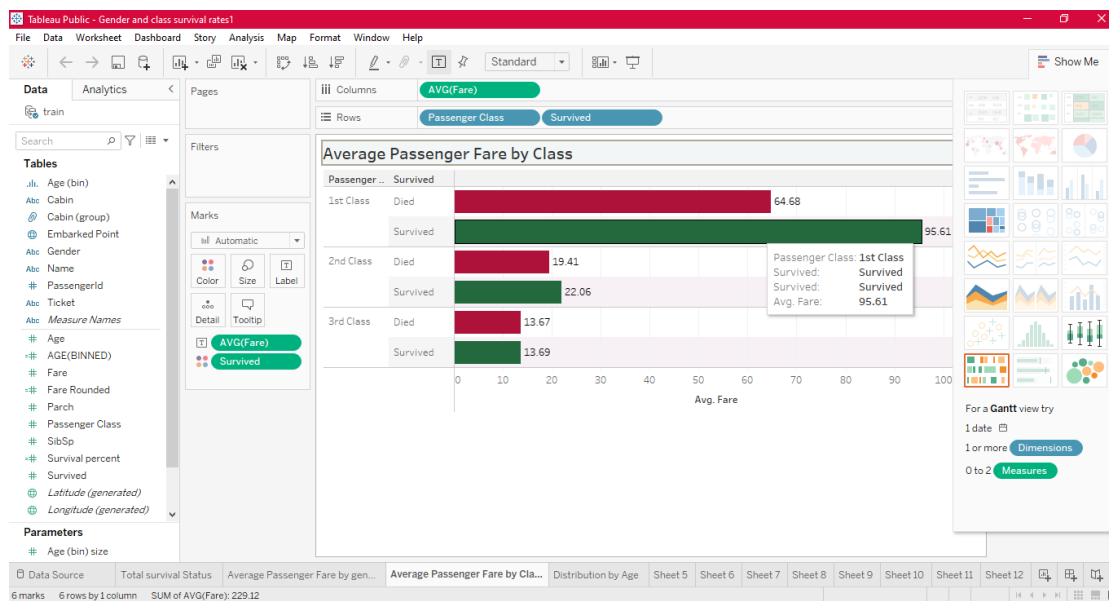 Tableau Public - Gender and class survival rates1
File Data Worksheet Dashboard Story Analysis Map Format Window Help
Standard
Show Me
Data Analytics
train
Search
Tables
Age (bin)
Abc Cabin
Cabin (group)
Embarked Point
Abc Gender
Abc Name
# PassengerId
Abc Ticket
Abc Measure Names
# Age
=# AGE(BINNED)
# Fare
=# Fare Rounded
# Parch
# Passenger Class
# SibSp
=# Survival percent
# Survived
Latitude (generated)
Longitude (generated)
Parameters
# Age (bin) size
Pages
Filters
Marks
Automatic
Color Size Label
Detail Tooltip
AVG(Fare)
Survived
Columns AVG(Fare)
Rows Passenger Class Survived
Average Passenger Fare by Class
Passenger .. Survived
1st Class Died 64.68
Survived 95.61
2nd Class Died 19.41
Survived 22.06
3rd Class Died 13.67
Survived 13.69
0 10 20 30 40 50 60 70 80 90 100
Avg. Fare
Passenger Class: 1st Class
Survived: Survived
Survived: Survived
Avg. Fare: 95.61
For a Gantt view try
1 date
1 or more Dimensions
0 to 2 Measures
Data Source Total survival Status Average Passenger Fare by gen... Average Passenger Fare by Cla... Distribution by Age Sheet 5 Sheet 6 Sheet 7 Sheet 8 Sheet 9 Sheet 10 Sheet 11 Sheet 12
6 marks 6 rows by 1 column SUM of AVG(Fare): 229.12